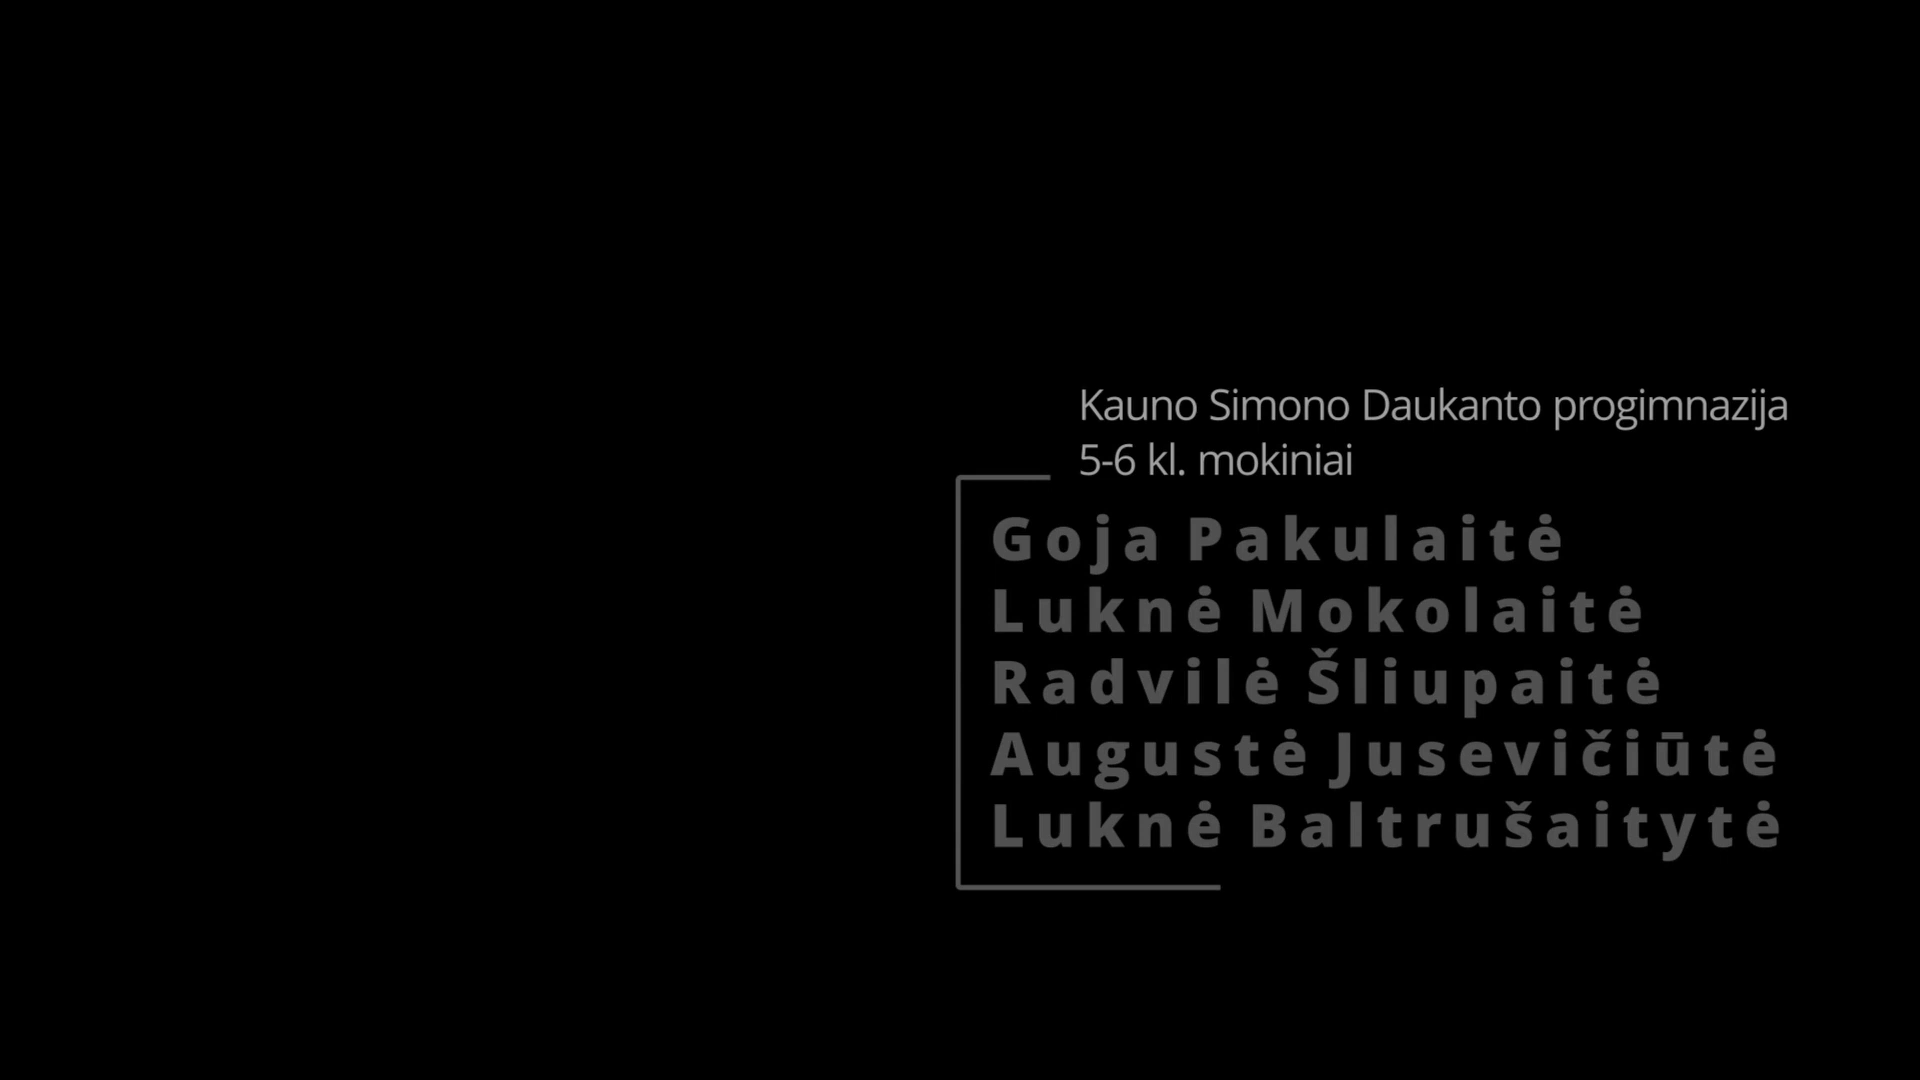 Kauno Simono Daukanto progimnazija
5-6 kl. mokiniai
Goja Pakulaitė
Luknė Mokolaitė
Radvilė Šliupaitė
Augustė Jusevičiūtė
Luknė Baltrušaitytė